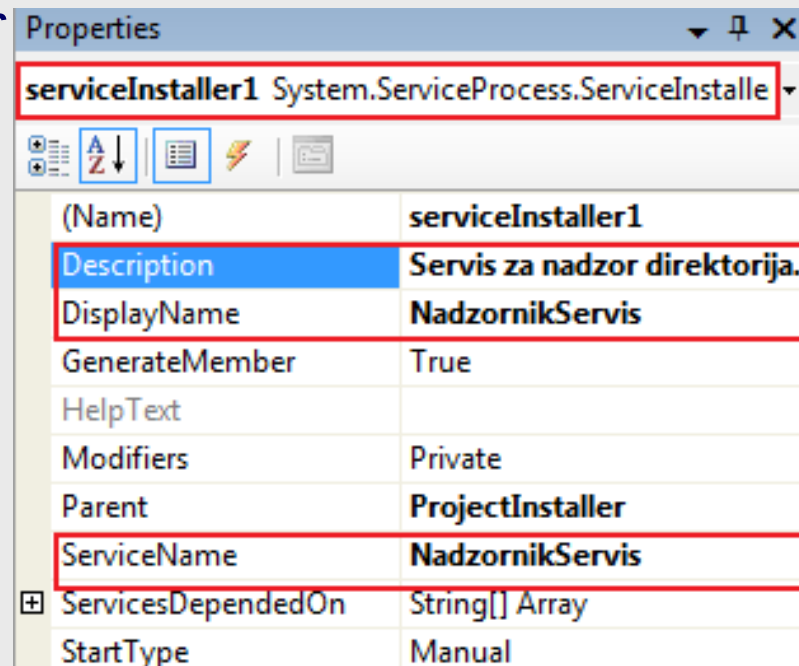 Properties
serviceInstaller1 System.ServiceProcess.ServiceInstalle
(Name) serviceInstaller1
Description Servis za nadzor direktorija.
DisplayName NadzornikServis
GenerateMember True
HelpText
Modifiers Private
Parent ProjectInstaller
ServiceName NadzornikServis
ServicesDependedOn String[] Array
StartType Manual